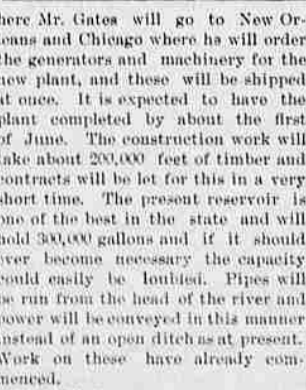 here Mr. Gates will go to New Or-
leans and Chicago where ha will order
the generators and machinery for the
new plant, and these will be shipped
at once. It is expected to have the
plant completed by about the first
of June. The construction work will
take about 200,000 feet of timber and
contracts will be let for this in a very
short time. The present reservoir is
one of the best in the state and will
hold 300,000 gallons and if it should
ever become necessary the capacity
could easily be loubled. Pipes will
be run from the head of the river and
power will be conveyed in this manner
instead of an open ditch as at present.
Work on these have already com-
menced.